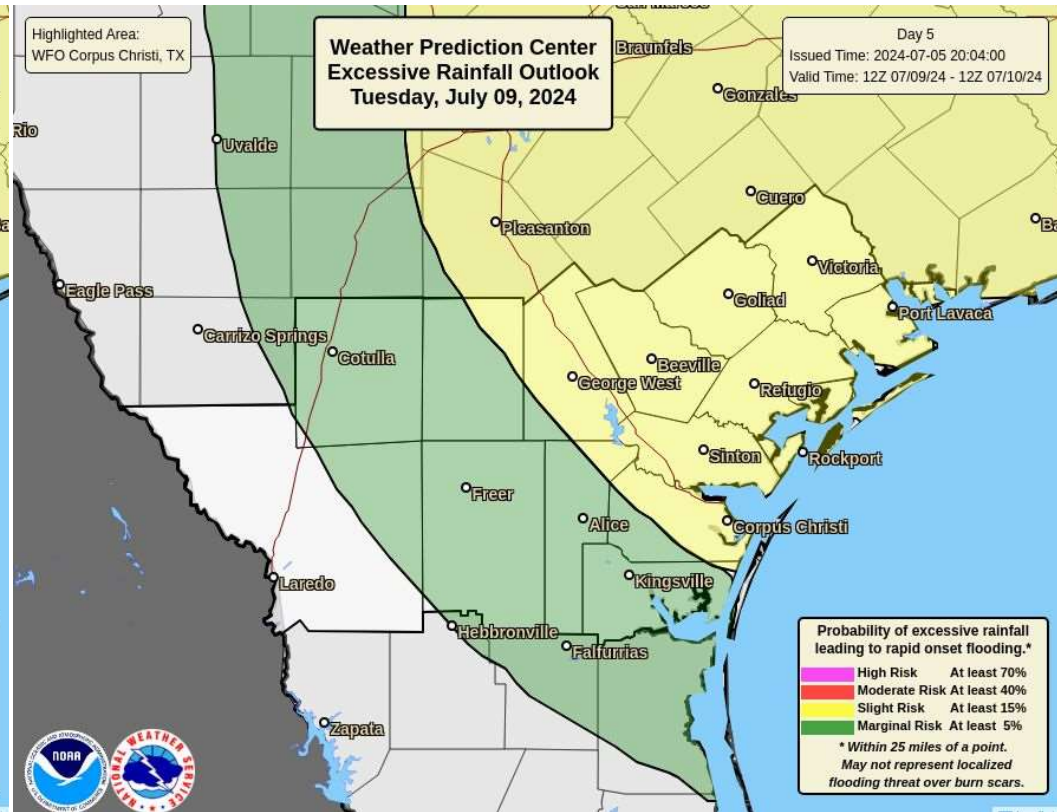 Highlighted Area:
WFO Corpus Christi, TX
Weather Prediction Center
Excessive Rainfall Outlook
Tuesday, July 09, 2024
Day 5
Issued Time: 2024-07-05 20:04:00
Valid Time: 12Z 07/09/24 - 12Z 07/10/24
Braunfels
Gonzales
Rio
Uvalde
Cuero
Pleasanton
Victoria
Eagle Pass
Goliad
Port Lavaca
Carrizo Springs
Cotulla
Beeville
George West
Refugio
Sinton
Rockport
Freer
Alice
Corpus Christi
Laredo
Kingsville
Hebbronville
Falfurrias
Zapata
Probability of excessive rainfall
leading to rapid onset flooding.*
High Risk At least 70%
Moderate Risk At least 40%
Slight Risk At least 15%
Marginal Risk At least 5%
* Within 25 miles of a point.
May not represent localized
flooding threat over burn scars.
NOAA
NATIONAL WEATHER SERVICE